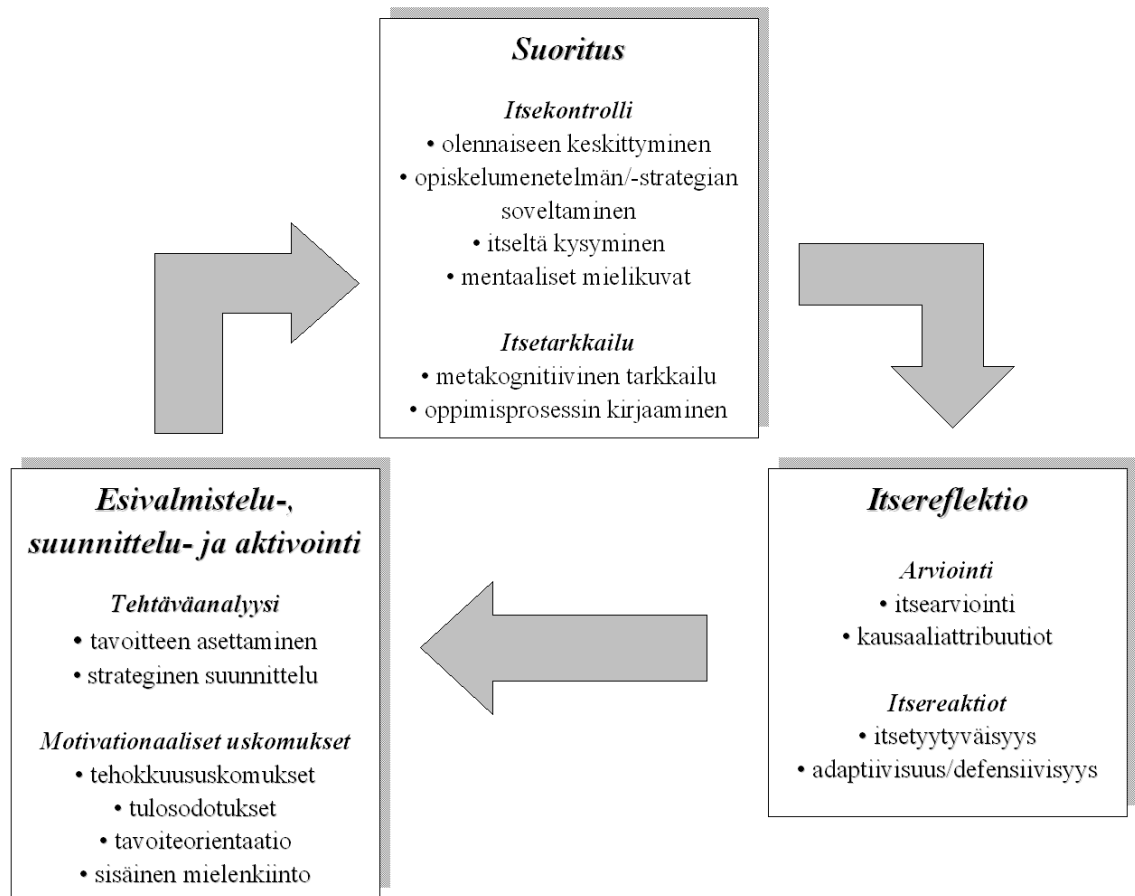 Suoritus
Itsekontrolli
• olennaiseen keskittyminen
• opiskelumenetelmän/-strategian
soveltaminen
• itseltä kysyminen
• mentaaliset mielikuvat
Itsetarkkailu
• metakognitiivinen tarkkailu
• oppimisprosessin kirjaaminen
Esivalmistelu-,
suunnittelu- ja aktivointi
Tehtäväanalyysi
• tavoitteen asettaminen
• strateginen suunnittelu
Motivationaaliset uskomukset
• tehokkuususkomukset
• tulosodotukset
• tavoiteorientaatio
• sisäinen mielenkiinto
Itsereflektio
Arviointi
• itsearviointi
• kausaaliattribuutiot
Itsereaktiot
• itsetyytyväisyys
• adaptiivisuus/defensiivisyys